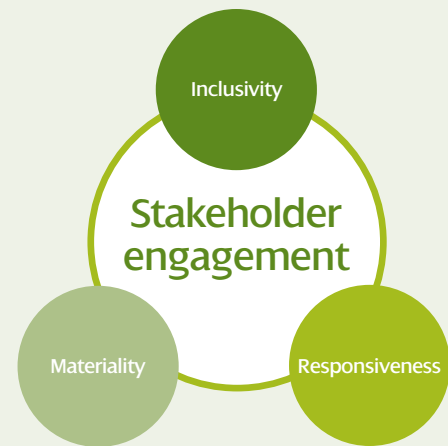 Inclusivity
Stakeholder
engagement
Materiality
Responsiveness